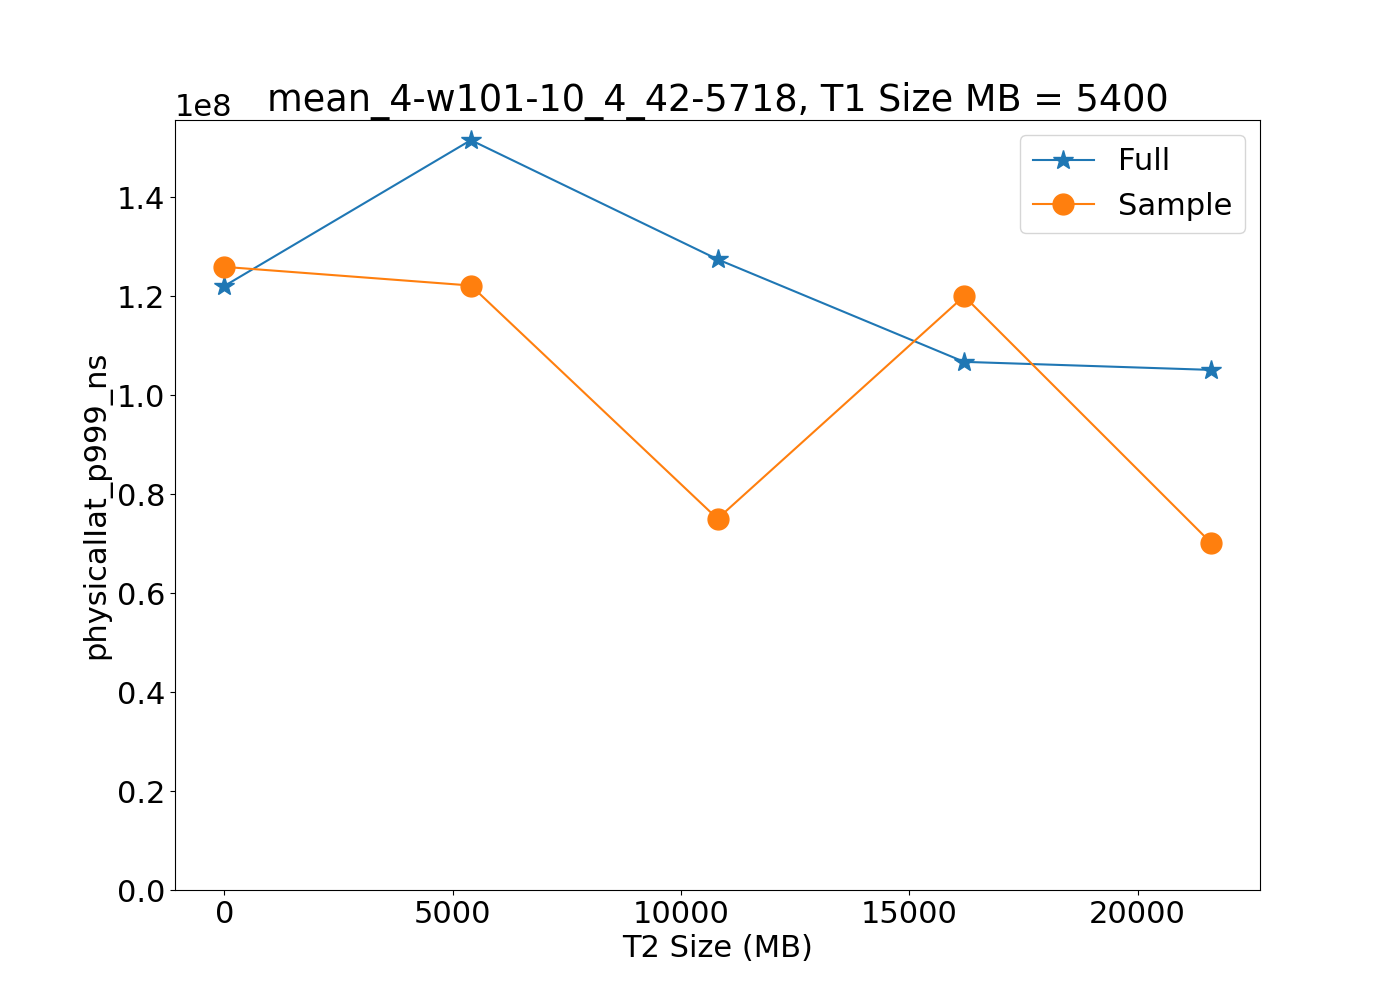 1e8
mean_4-w101-10_4_42-5718, T1 Size MB = 5400
Full
Sample
1.4
1.2
1.0
0.8
0.6
0.4
0.2
0.0
physicallat_p999_ns
0 5000 10000 15000 20000
T2 Size (MB)